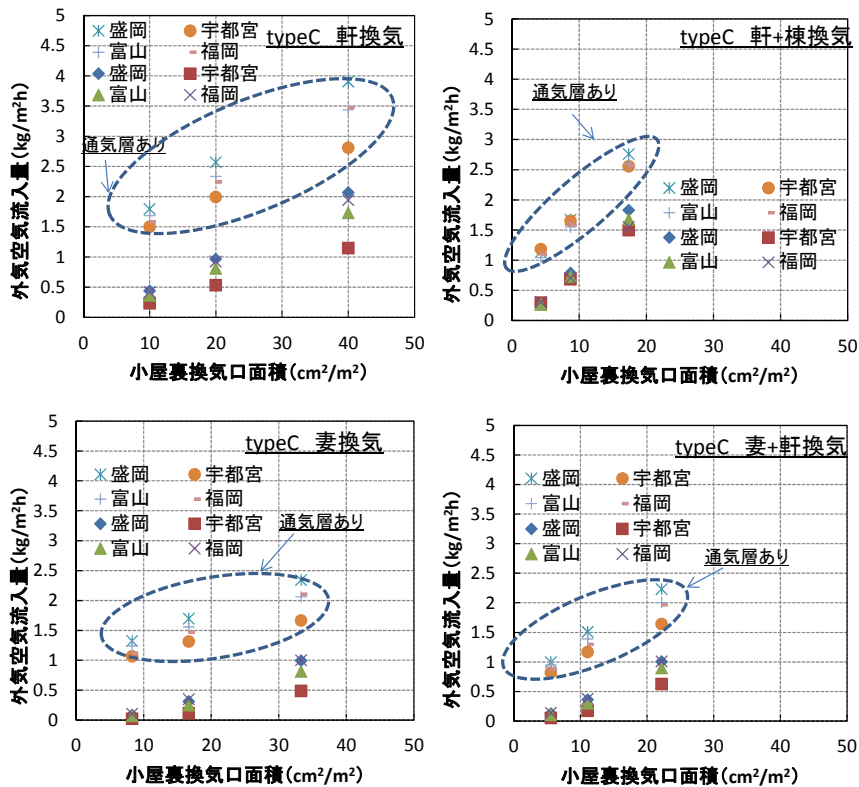 typeC 軒換気
外気空気流入量(kg/m²h)
5
4.5
4
3.5
3
2.5
2
1.5
1
0.5
0
盛岡 宇都宮
富山 福岡
盛岡 宇都宮
富山 福岡
通気層あり
0 10 20 30 40 50
小屋裏換気口面積(cm²/m²)
typeC 軒+棟換気
外気空気流入量(kg/m²h)
5
4.5
4
3.5
3
2.5
2
1.5
1
0.5
0
通気層あり
盛岡 宇都宮
富山 福岡
盛岡 宇都宮
富山 福岡
0 10 20 30 40 50
小屋裏換気口面積(cm²/m²)
typeC 妻換気
外気空気流入量(kg/m²h)
5
4.5
4
3.5
3
2.5
2
1.5
1
0.5
0
盛岡 宇都宮
富山 福岡
盛岡 宇都宮
富山 福岡
通気層あり
0 10 20 30 40 50
小屋裏換気口面積(cm²/m²)
typeC 妻+軒換気
外気空気流入量(kg/m²h)
5
4.5
4
3.5
3
2.5
2
1.5
1
0.5
0
盛岡 宇都宮
富山 福岡
盛岡 宇都宮
富山 福岡
通気層あり
0 10 20 30 40 50
小屋裏換気口面積(cm²/m²)